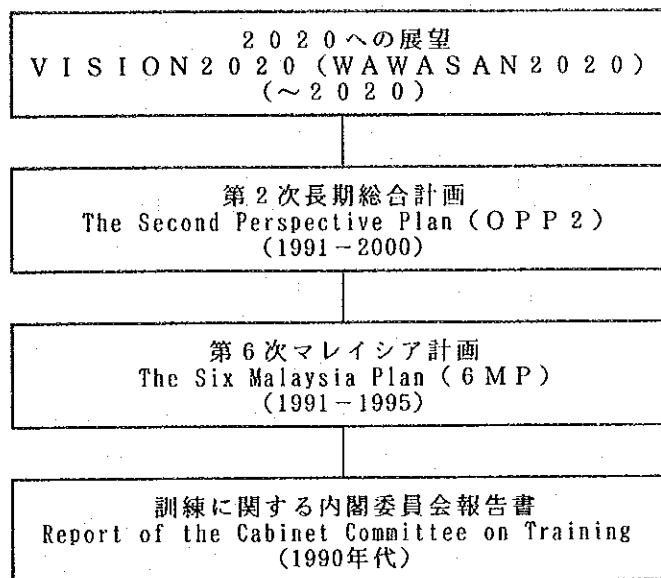 2020への展望
VISION2020(WAWASAN2020)
(~2020)
第2次長期総合計画
The Second Perspective Plan(OPP2)
(1991-2000)
第6次マレイシア計画
The Six Malaysia Plan(6MP)
(1991-1995)
訓練に関する内閣委員会報告書
Report of the Cabinet Committee on Training
(1990年代)